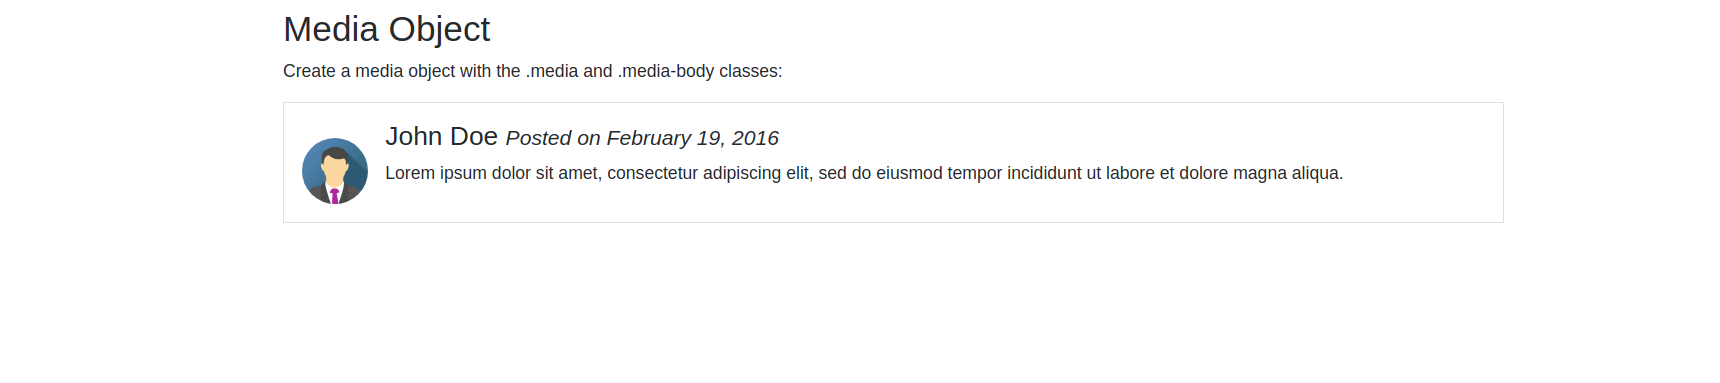 Media Object
Create a media object with the .media and .media-body classes:
John Doe Posted on February 19, 2016
Lorem ipsum dolor sit amet, consectetur adipiscing elit, sed do eiusmod tempor incididunt ut labore et dolore magna aliqua.